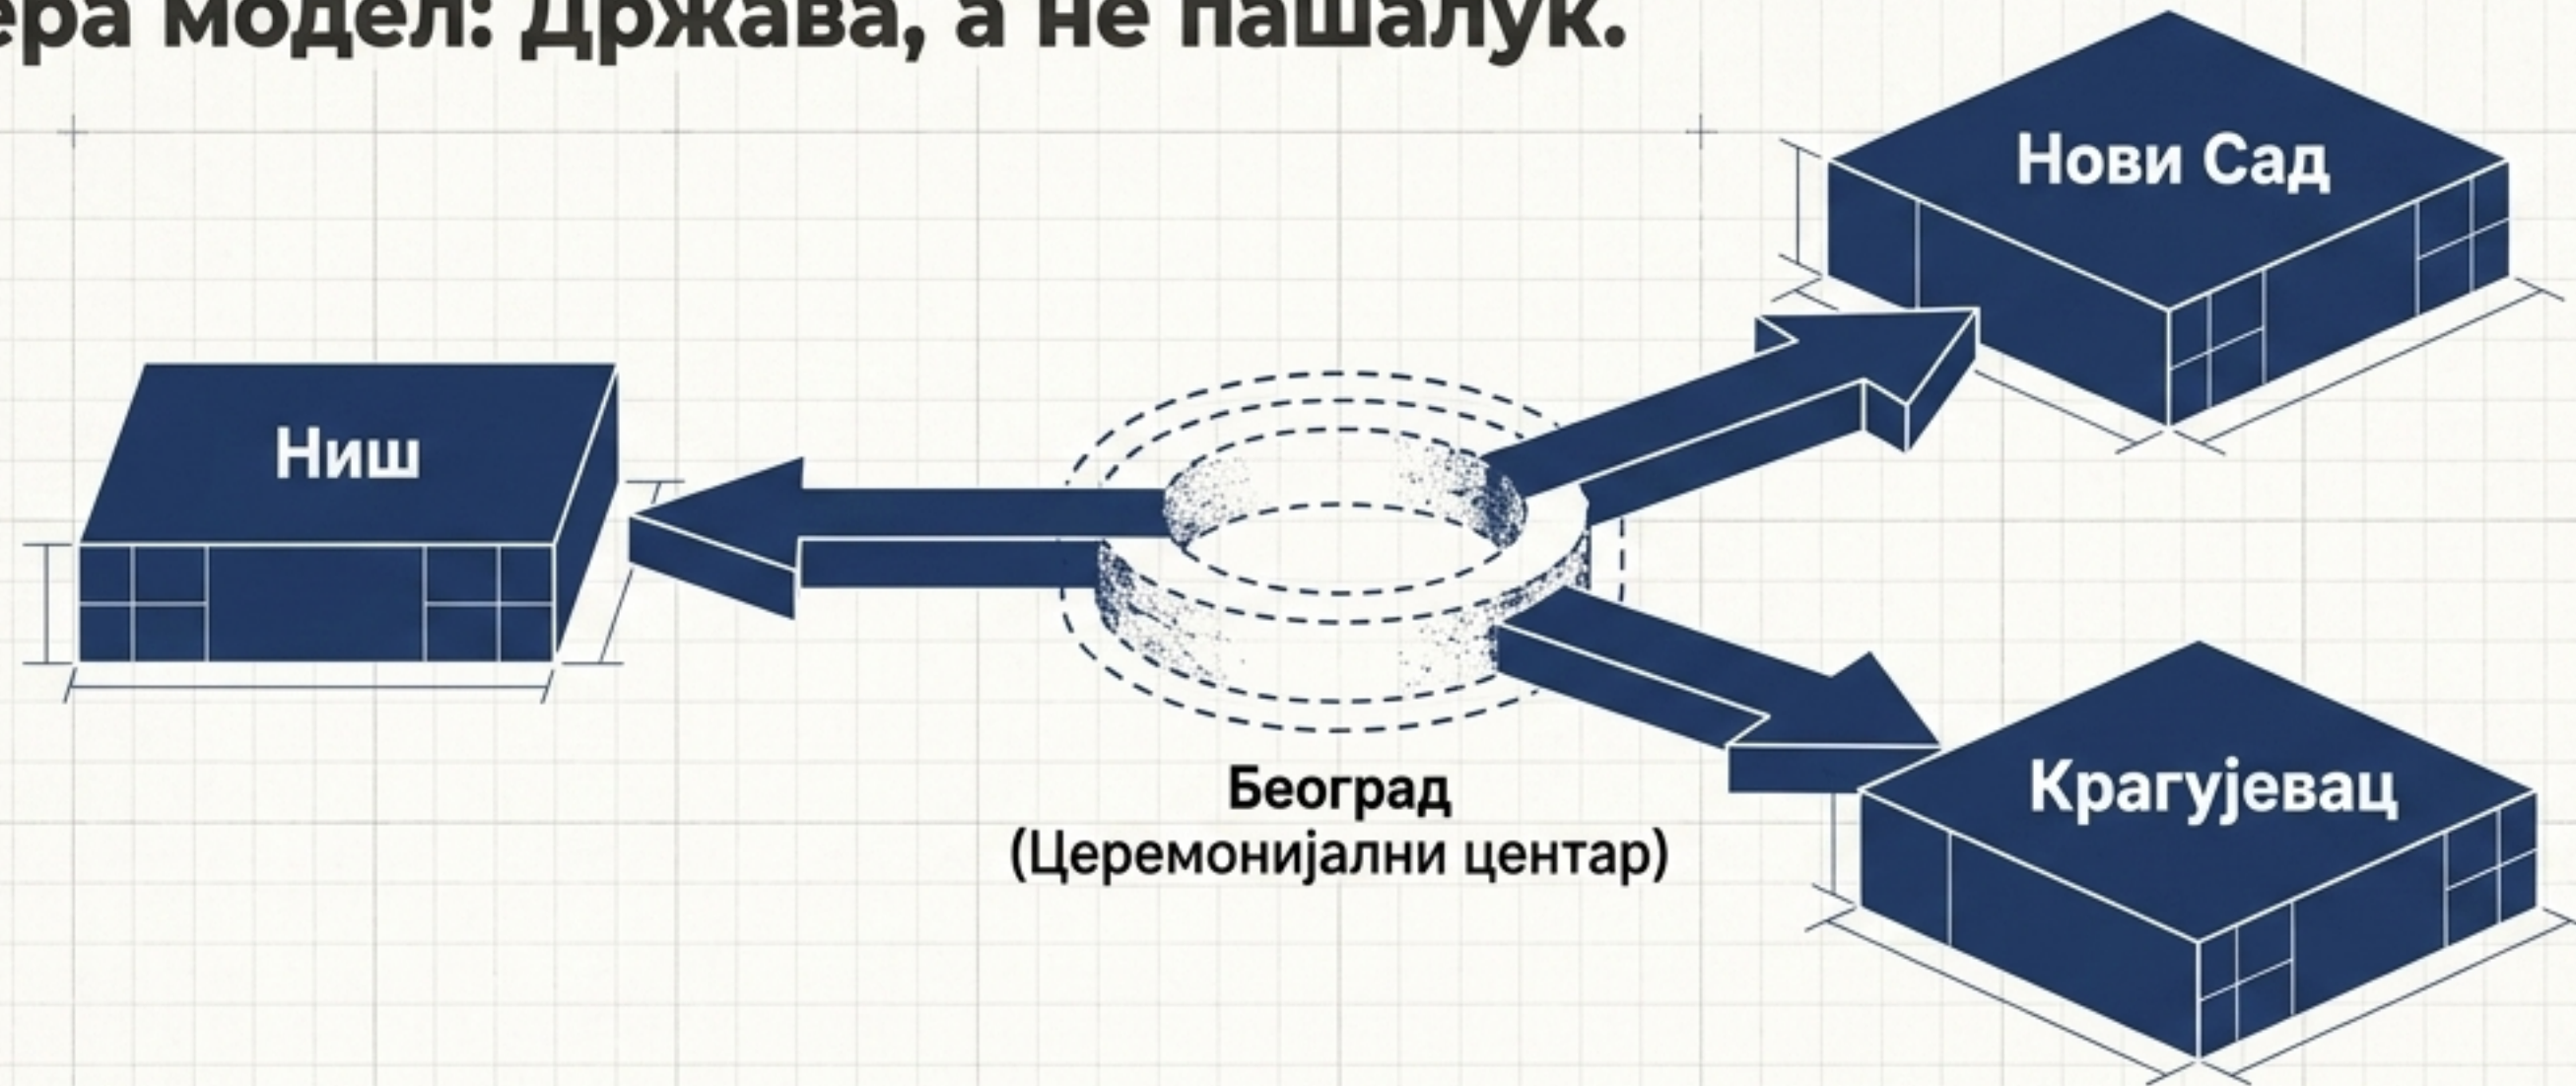 модел: Држава, а не пашалук.
Нови Сад
Ниш
Београд
(Церемонијални центар)
Крагујевац